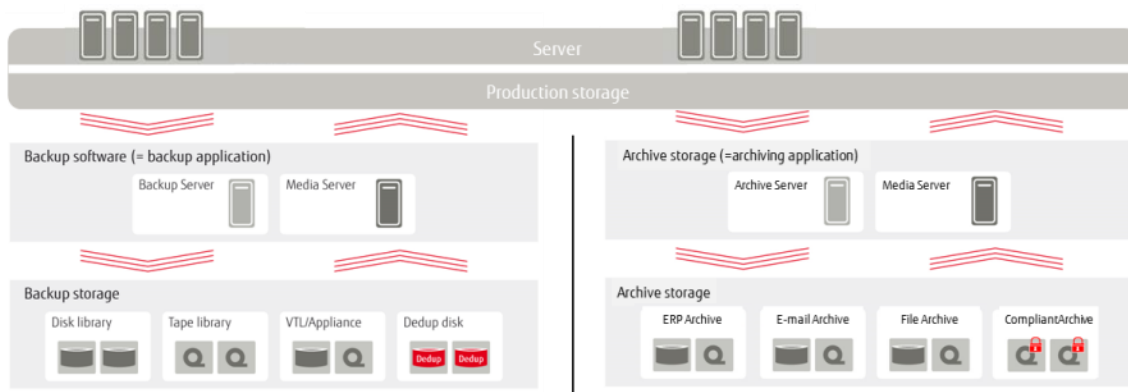 Server
Production storage
Backup software (= backup application)
Backup Server
Media Server
Backup storage
Disk library
Tape library
VTL/Appliance
Dedup disk
Dedup
Dedup
Archive storage (=archiving application)
Archive Server
Media Server
Archive storage
ERP Archive
E-mail Archive
File Archive
CompliantArchive